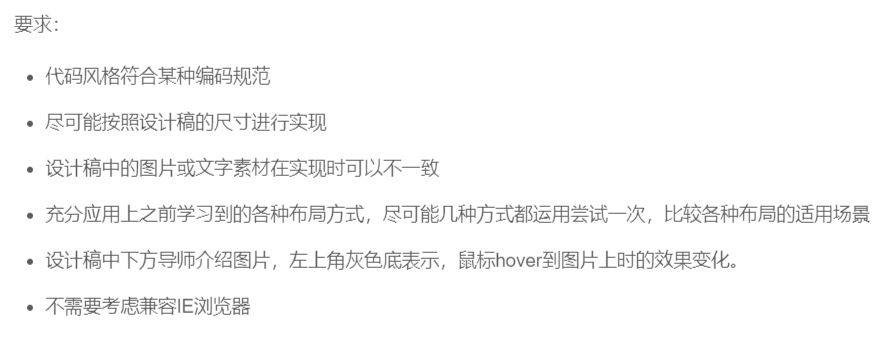 要求：
代码风格符合某种编码规范
尽可能按照设计稿的尺寸进行实现
设计稿中的图片或文字素材在实现时可以不一致
充分应用上之前学习到的各种布局方式，尽可能几种方式都运用尝试一次，比较各种布局的适用场景
设计稿中下方导师介绍图片，左上角灰色底表示，鼠标hover到图片上时的效果变化。
不需要考虑兼容IE浏览器